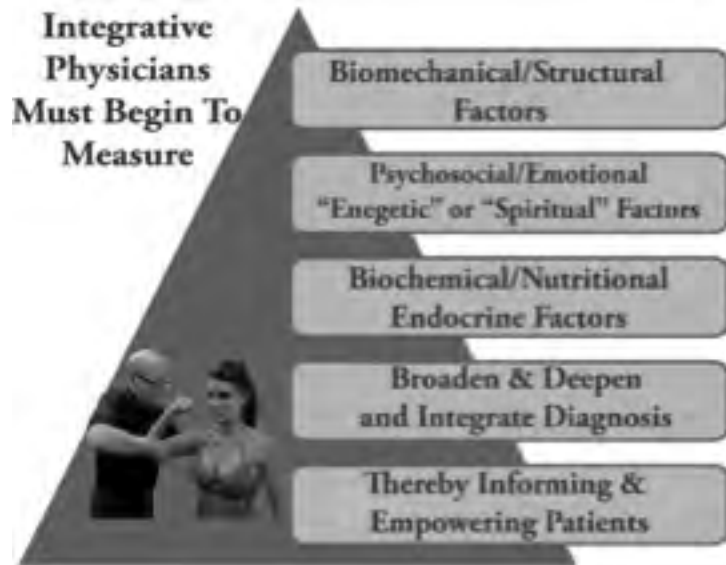 Integrative
Physicians
Must Begin To
Measure
Biomechanical/Structural
Factors
Psychosocial/Emotional
“Enegetic” or “Spiritual” Factors
Biochemical/Nutritional
Endocrine Factors
Broaden & Deepen
and Integrate Diagnosis
Thereby Informing &
Empowering Patients